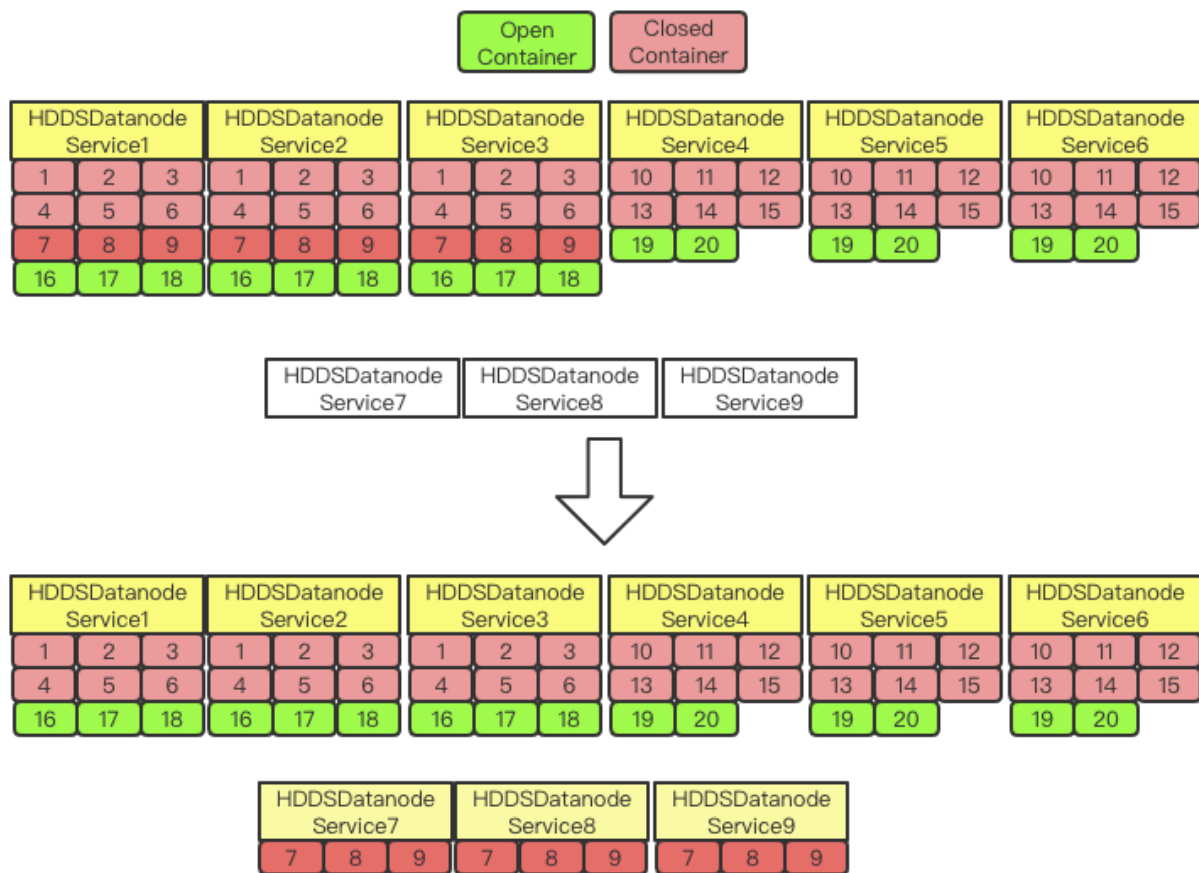 Open Container
Closed Container
HDDSDatanode HDDSDatanode HDDSDatanode HDDSDatanode HDDSDatanode HDDSDatanode
Service1 Service2 Service3 Service4 Service5 Service6
1 2 3 1 2 3 1 2 3 10 11 12 10 11 12 10 11 12
4 5 6 4 5 6 4 5 6 13 14 15 13 14 15 13 14 15
7 8 9 7 8 9 7 8 9 19 20 19 20 19 20
16 17 18 16 17 18 16 17 18
HDDSDatanode HDDSDatanode HDDSDatanode
Service7 Service8 Service9
HDDSDatanode HDDSDatanode HDDSDatanode HDDSDatanode HDDSDatanode HDDSDatanode
Service1 Service2 Service3 Service4 Service5 Service6
1 2 3 1 2 3 1 2 3 10 11 12 10 11 12 10 11 12
4 5 6 4 5 6 4 5 6 13 14 15 13 14 15 13 14 15
16 17 18 16 17 18 16 17 18 19 20 19 20 19 20
HDDSDatanode HDDSDatanode HDDSDatanode
Service7 Service8 Service9
7 8 9 7 8 9 7 8 9